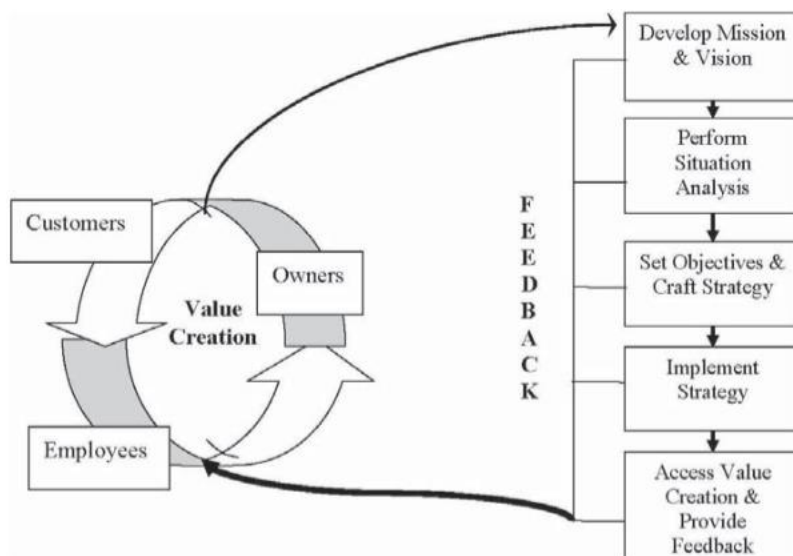 Develop Mission
& Vision
Perform
Situation
Analysis
Customers
Owners
Value
Creation
Set Objectives &
Craft Strategy
Implement
Strategy
Employees
Access Value
Creation &
Provide
Feedback
F
E
E
D
B
A
C
K